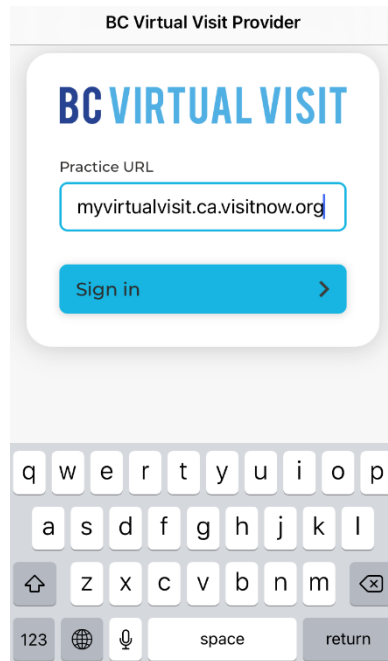 BC Virtual Visit Provider
BC VIRTUAL VISIT
Practice URL
myvirtualvisit.ca.visitnow.org
Sign in
q w e r t y u i o p
a s d f g h j k l
z x c v b n m
123 space return